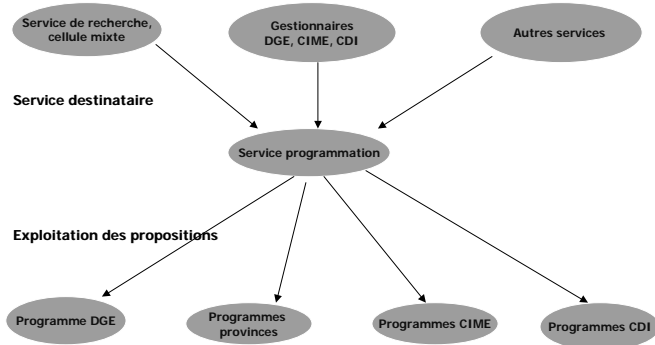 Service de recherche,
cellule mixte
Gestionnaires
DGE, CIME, CDI
Autres services
Service destinataire
Service programmation
Exploitation des propositions
Programme DGE
Programmes
provinces
Programmes CIME
Programmes CDI